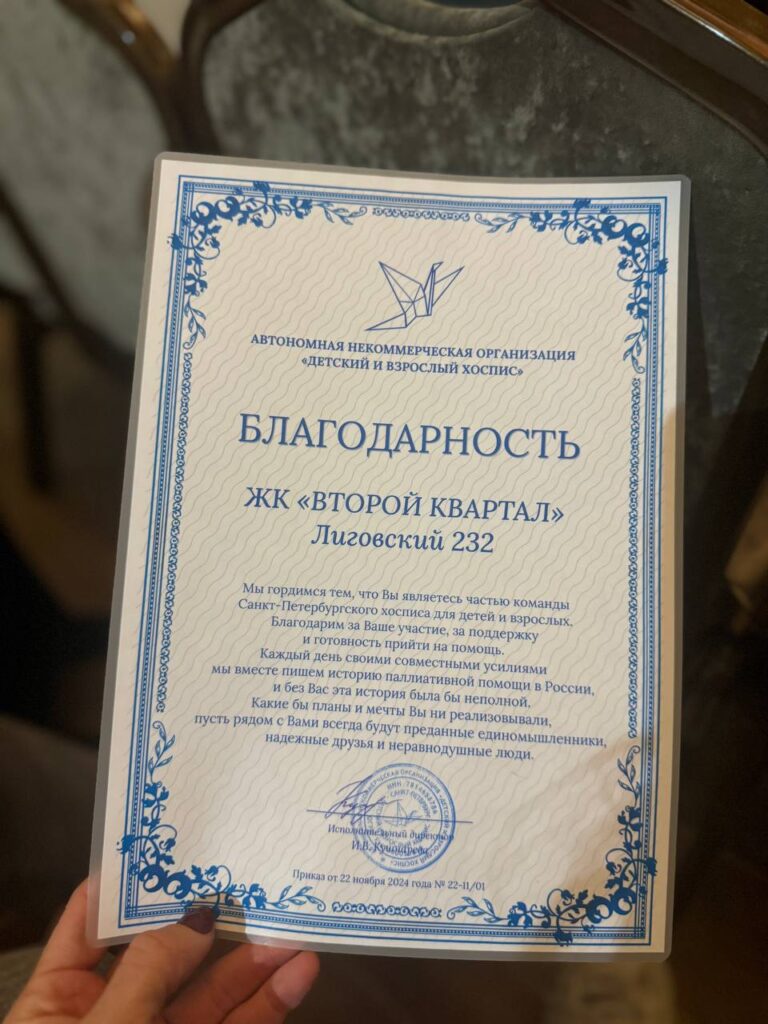 АВТОНОМНАЯ НЕКОММЕРЧЕСКАЯ ОРГАНИЗАЦИЯ
«ДЕТСКИЙ И ВЗРОСЛЫЙ ХОСПИС»
БЛАГОДАРНОСТЬ
ЖК «ВТОРОЙ КВАРТАЛ»
Лиговский 232
Мы гордимся тем, что Вы являетесь частью команды
Санкт-Петербургского хосписа для детей и взрослых.
Благодарим за Ваше участие, за поддержку
и готовность прийти на помощь.
Каждый день своими совместными усилиями
мы вместе пишем историю паллиативной помощи в России,
и без Вас эта история была бы неполной.
Какие бы планы и мечты Вы ни реализовывали,
пусть рядом с Вами всегда будут преданные единомышленники,
надежные друзья и неравнодушные люди.
Исполнительный директор
И.В. Кушнарева
Приказ от 22 ноября 2024 года № 22-11/01